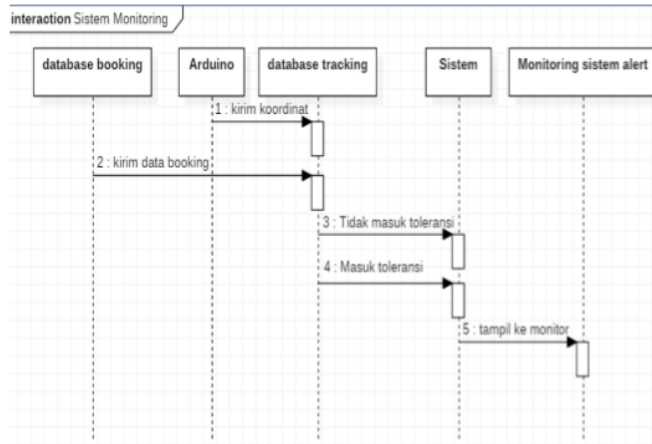 interaction Sistem Monitoring
database booking
Arduino
database tracking
Sistem
Monitoring sistem alert
1 : kirim koordinat
2 : kirim data booking
3 : Tidak masuk toleransi
4 : Masuk toleransi
5 : tampil ke monitor